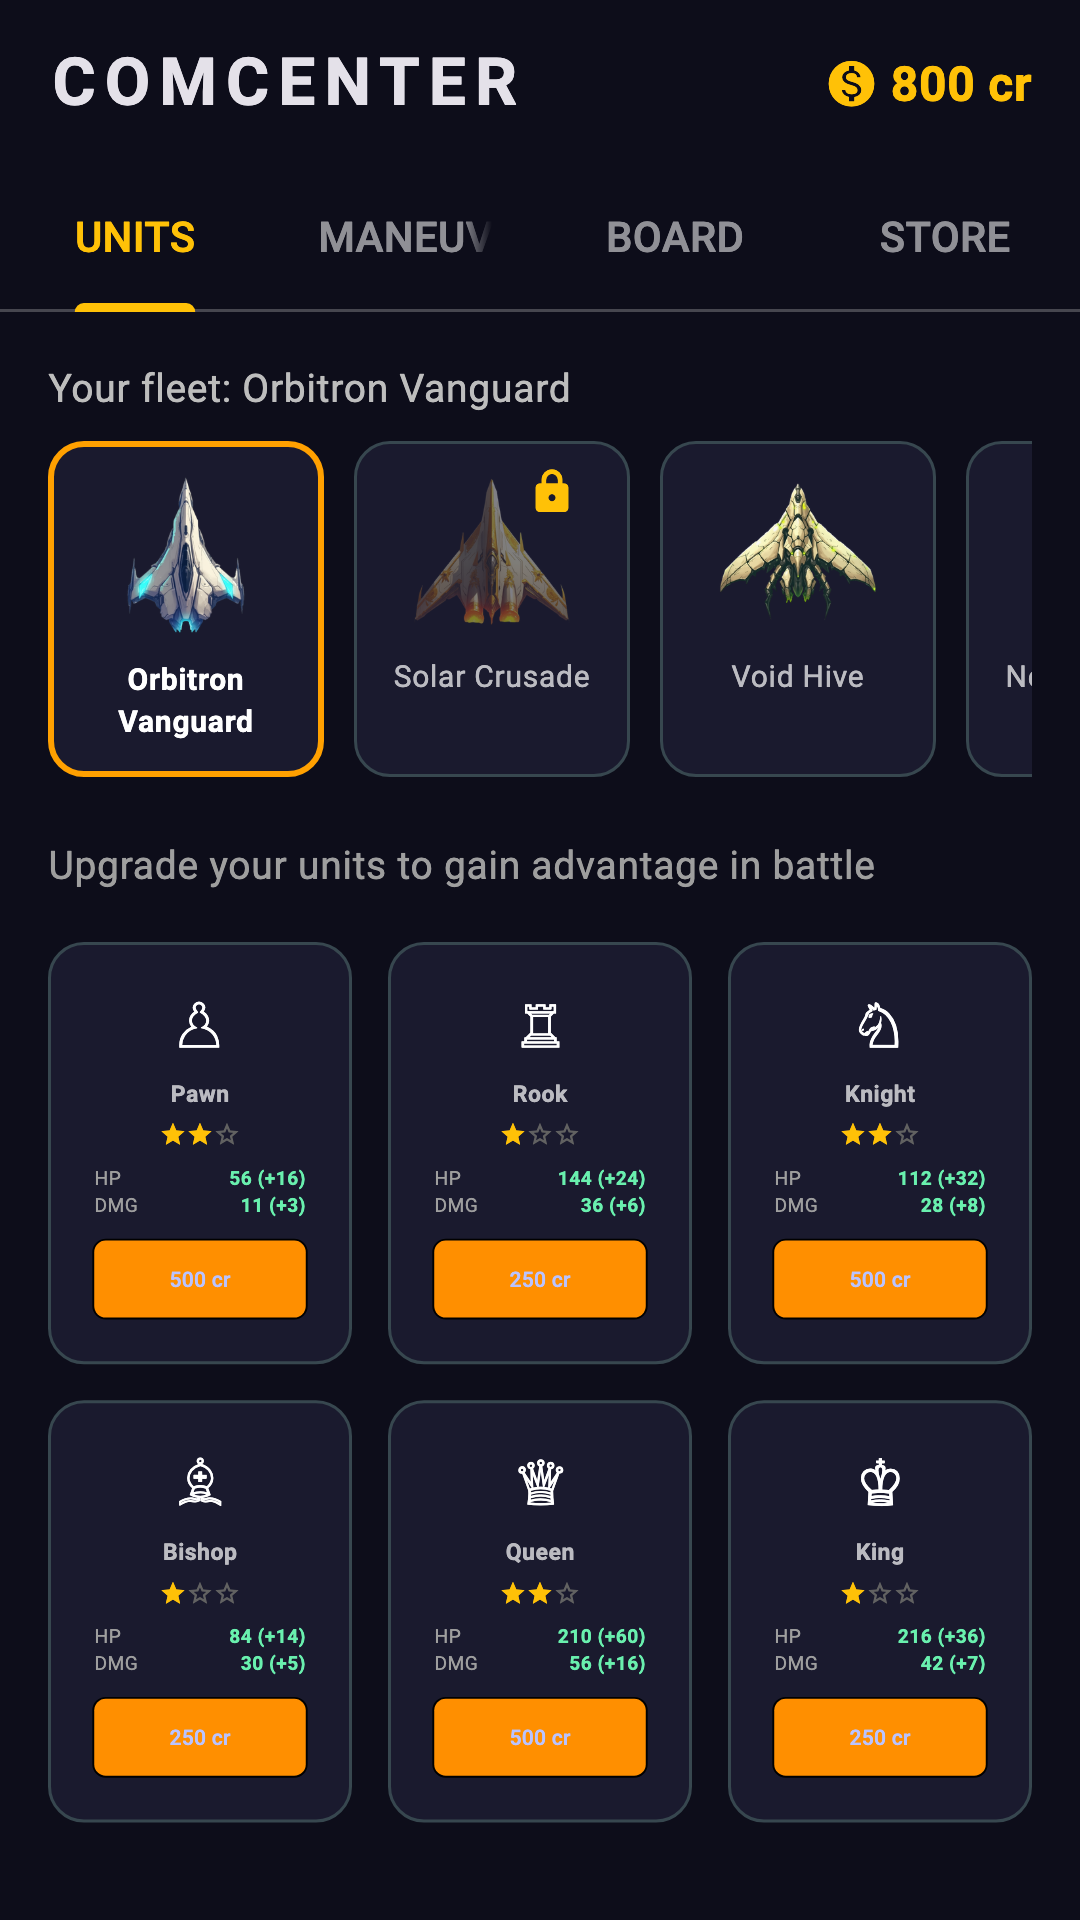 COMCENTER
800 cr
UNITS MANEUV BOARD STORE
Your fleet: Orbitron Vanguard
Orbitron
Vanguard
Solar Crusade
Void Hive
Upgrade your units to gain advantage in battle
Pawn
HP 56 (+16)
DMG 11 (+3)
500 cr
Rook
HP 144 (+24)
DMG 36 (+6)
250 cr
Knight
HP 112 (+32)
DMG 28 (+8)
500 cr
Bishop
HP 84 (+14)
DMG 30 (+5)
250 cr
Queen
HP 210 (+60)
DMG 56 (+16)
500 cr
King
HP 216 (+36)
DMG 42 (+7)
250 cr